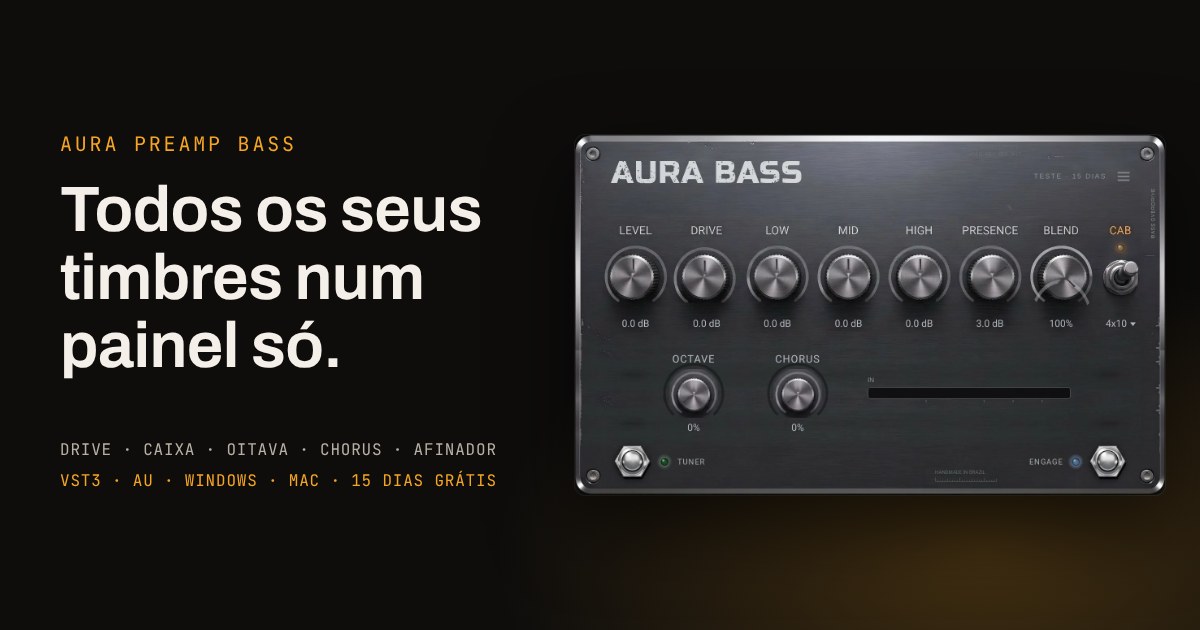 AURA PREAMP BASS
Todos os seus
timbres num
painel só.
DRIVE · CAIXA · OITAVA · CHORUS · AFINADOR
VST3 · AU · WINDOWS · MAC · 15 DIAS GRÁTIS
AURA BASS
TESTE · 15 DIAS
LEVEL DRIVE LOW MID HIGH PRESENCE BLEND CAB
0.0 dB 0.0 dB 0.0 dB 0.0 dB 0.0 dB 3.0 dB 100% 4x10
OCTAVE CHORUS
IN
0% 0%
TUNER ENGAGE